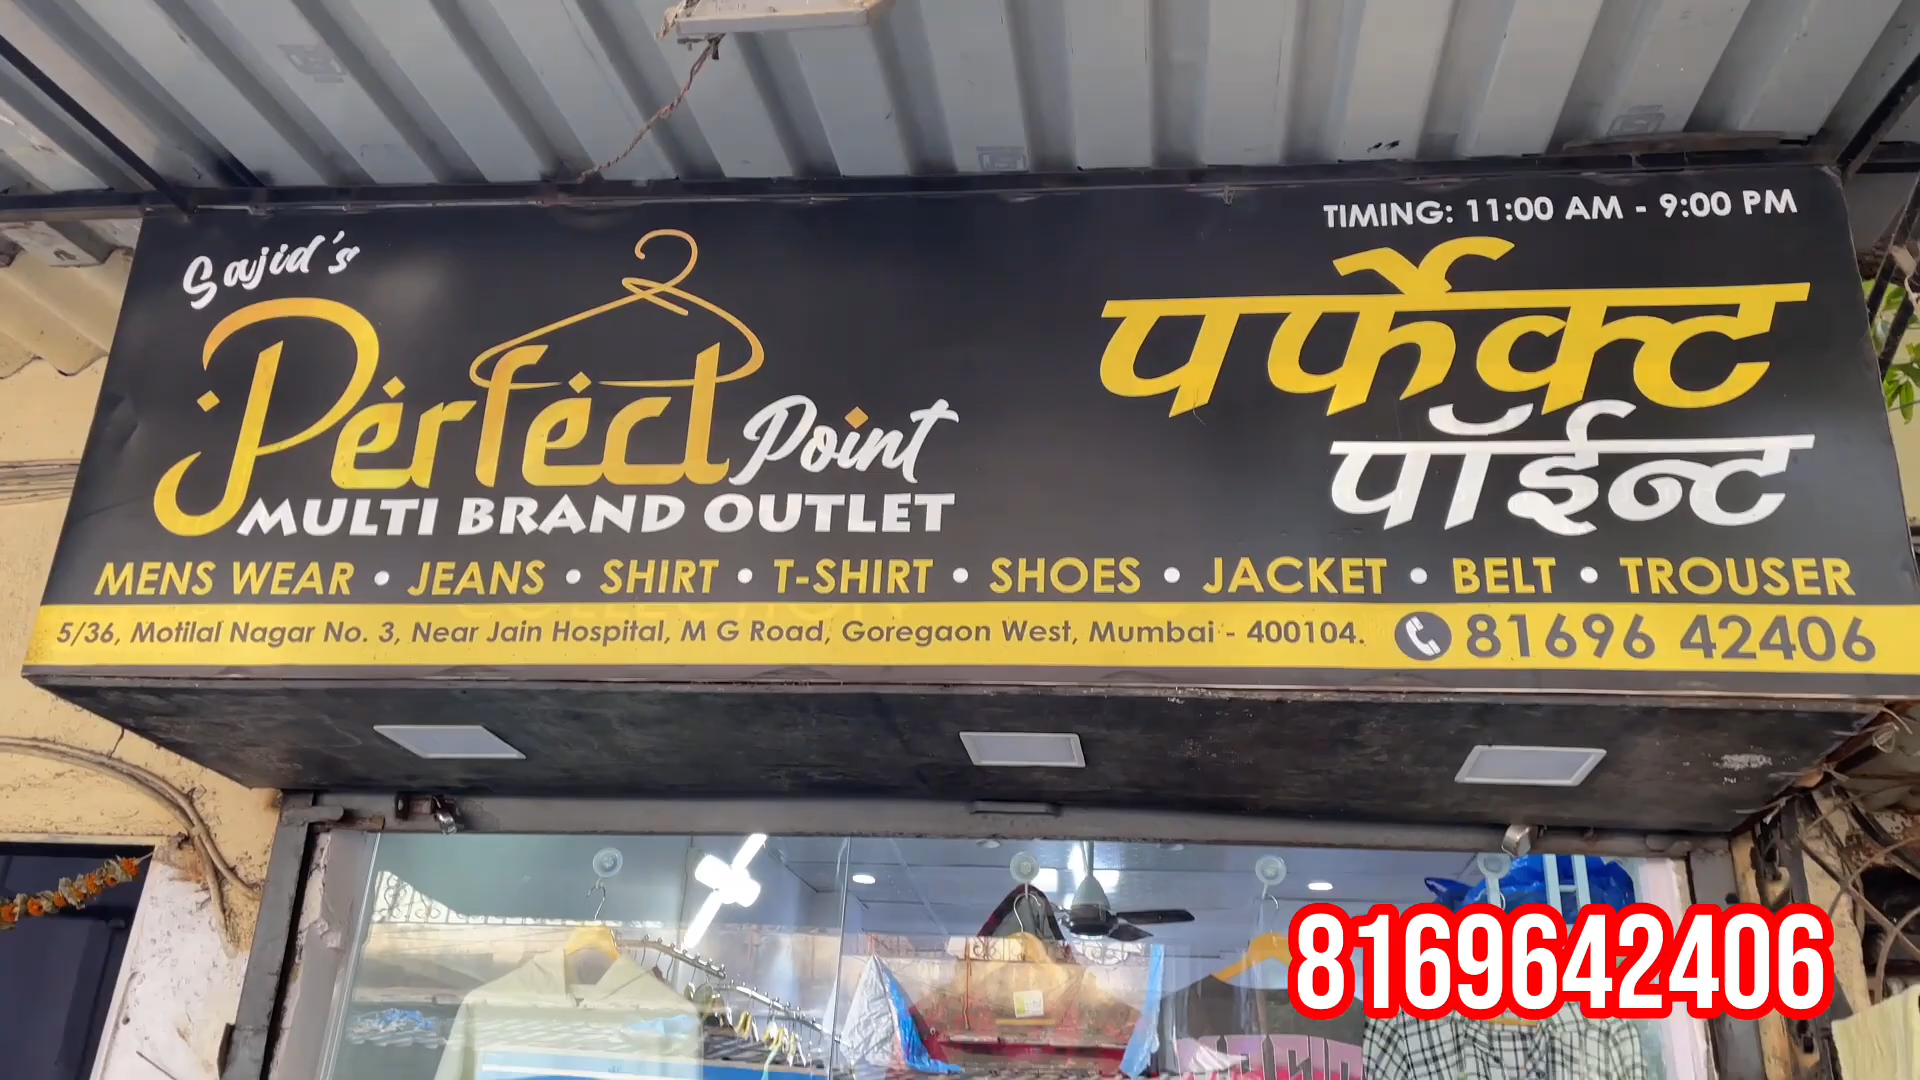 TIMING: 11:00 AM - 9:00 PM
Sajid's
Perfect Point
MULTI BRAND OUTLET
पर्फेक्ट
पॉईन्ट
MENS WEAR • JEANS • SHIRT • T-SHIRT • SHOES • JACKET • BELT • TROUSER
5/36, Motilal Nagar No. 3, Near Jain Hospital, M G Road, Goregaon West, Mumbai - 400104. 81696 42406
8169642406